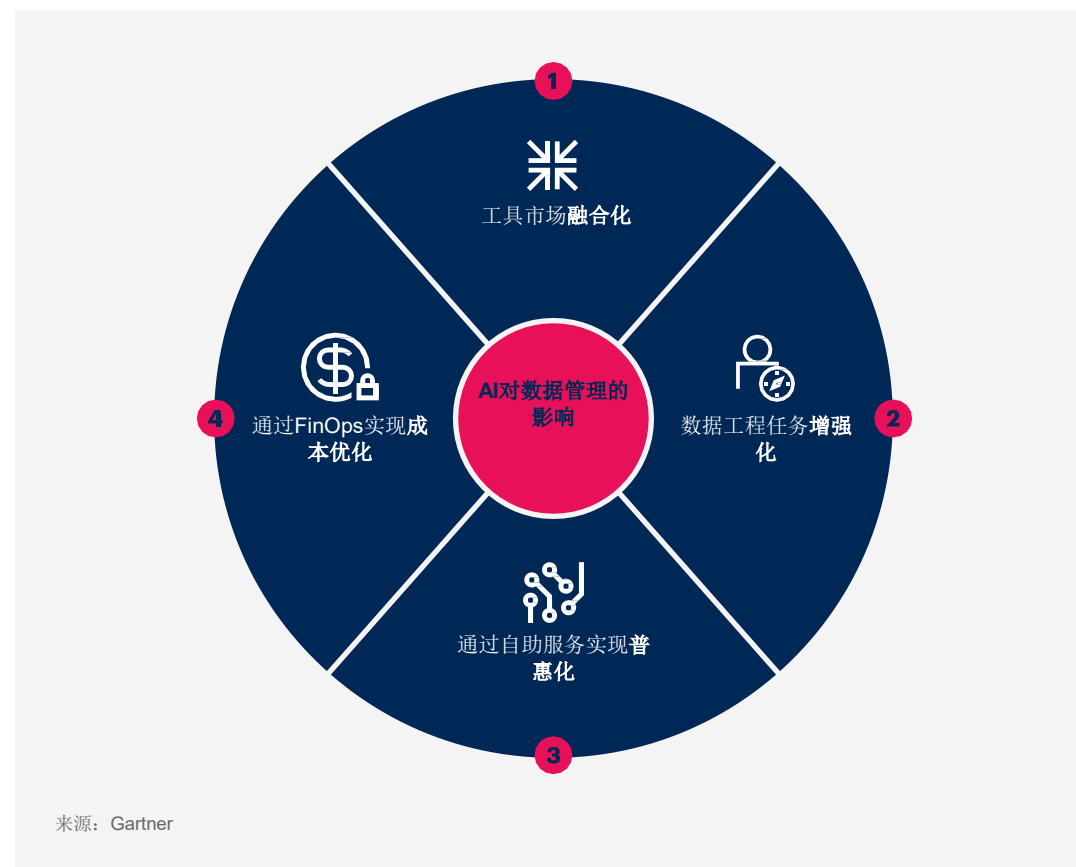 1
工具市场融合化
2
数据工程任务增强
化
3
通过自助服务实现普
惠化
4
通过FinOps实现成
本优化
AI对数据管理的
影响
来源：Gartner